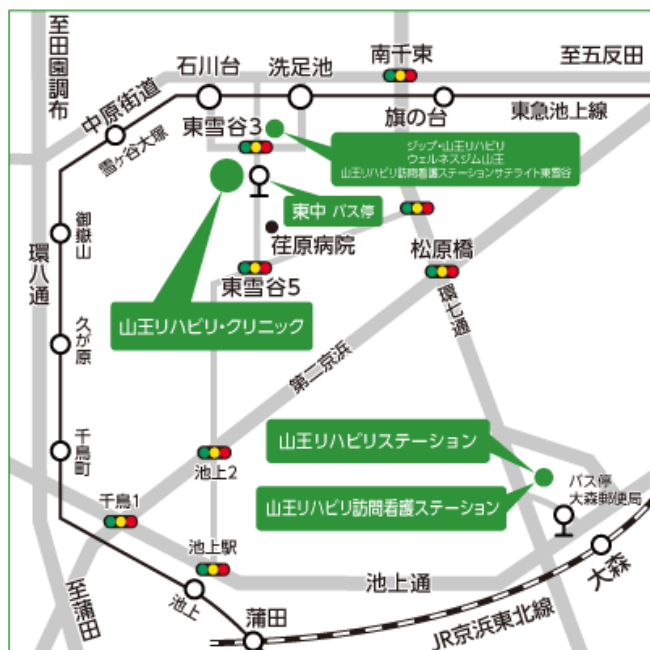 至田園調布
石川台
洗足池
南千束
至五反田
中原街道
雪ヶ谷大塚
東雪谷3
旗の台
東急池上線
ジップ・山王リハビリ
ウェルネスジム山王
山王リハビリ訪問看護ステーションサテライト東雪谷
東中 バス停
荏原病院
御嶽山
環八通
東雪谷5
松原橋
環七通
山王リハビリ・クリニック
久が原
第二京浜
千鳥町
山王リハビリステーション
池上2
バス停
大森郵便局
山王リハビリ訪問看護ステーション
千鳥1
池上駅
池上通
大森
至蒲田
池上
蒲田
JR京浜東北線